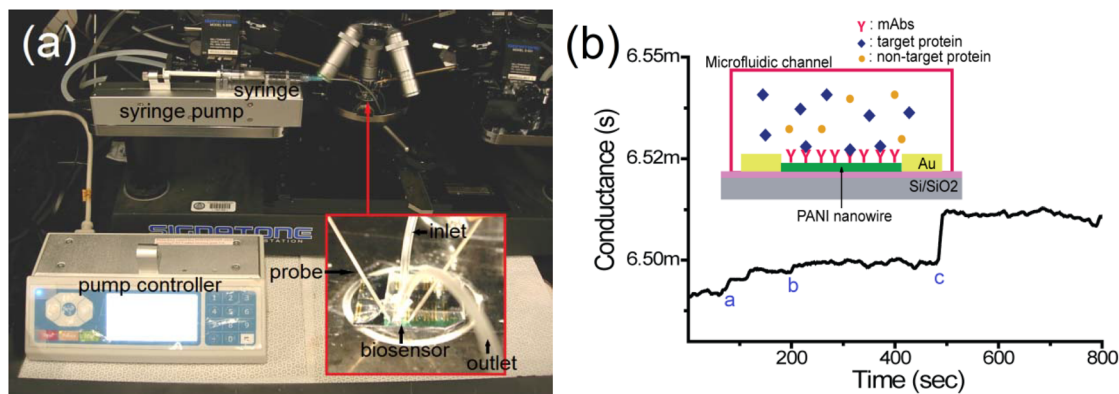 (a)
syringe
syringe pump
SIGNATONE
pump controller
inlet
probe
biosensor
outlet
(b)
Y : mAbs
◆ : target protein
● : non-target protein
Microfluidic channel
Au
Si/SiO2
PANI nanowire
6.55m
6.52m
6.50m
Conductance (s)
a
b
c
200
400
600
800
Time (sec)